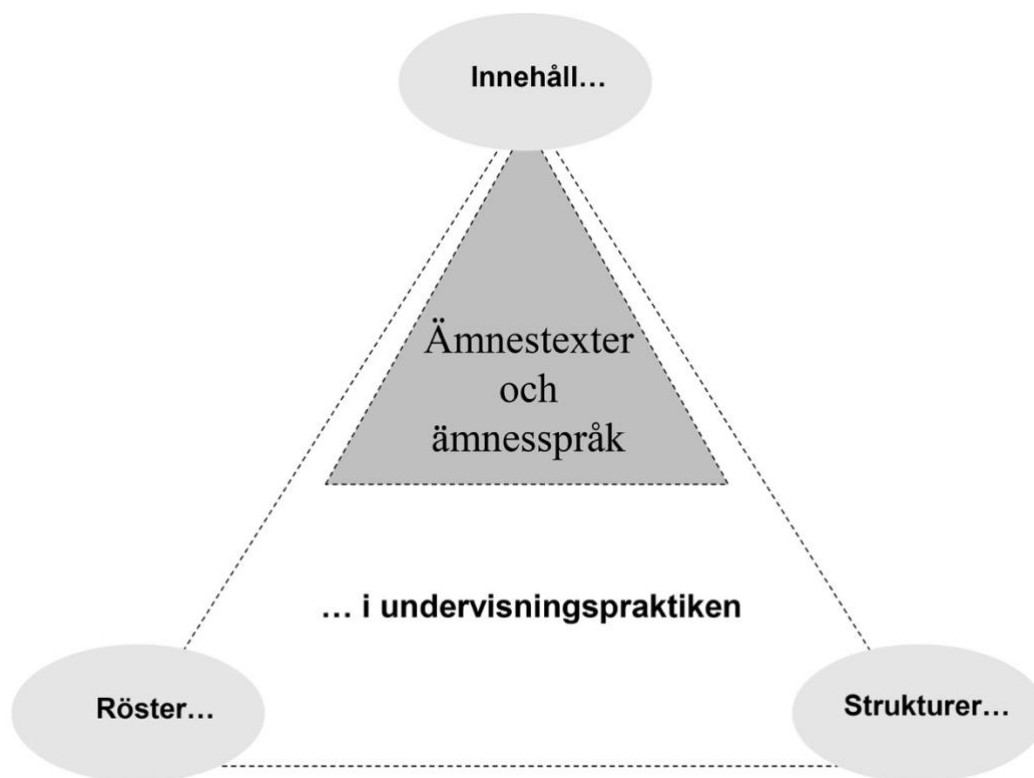 Innehåll…
Ämnestexter
och
ämnesspråk
… i undervisningspraktiken
Röster…
Strukturer…